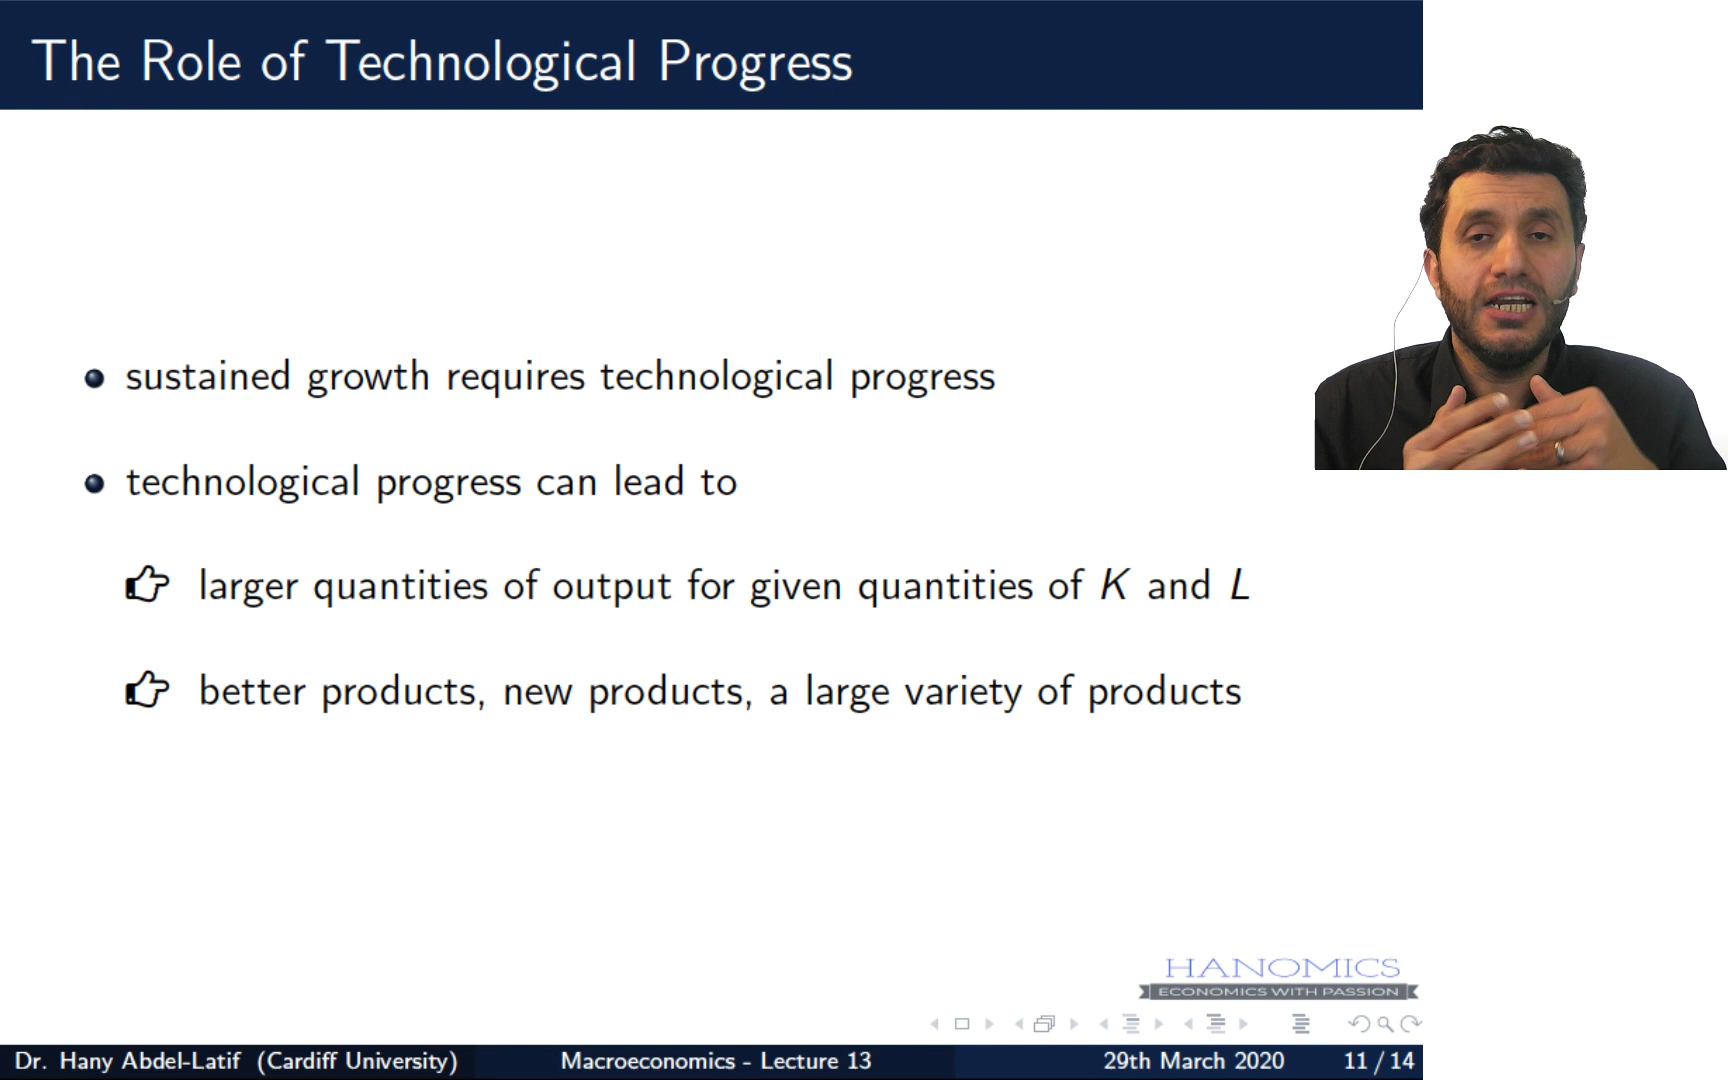 The Role of Technological Progress
sustained growth requires technological progress
technological progress can lead to
larger quantities of output for given quantities of K and L
better products, new products, a large variety of products
HANOMICS
ECONOMICS WITH PASSION
Dr. Hany Abdel-Latif (Cardiff University) Macroeconomics - Lecture 13 29th March 2020 11 / 14